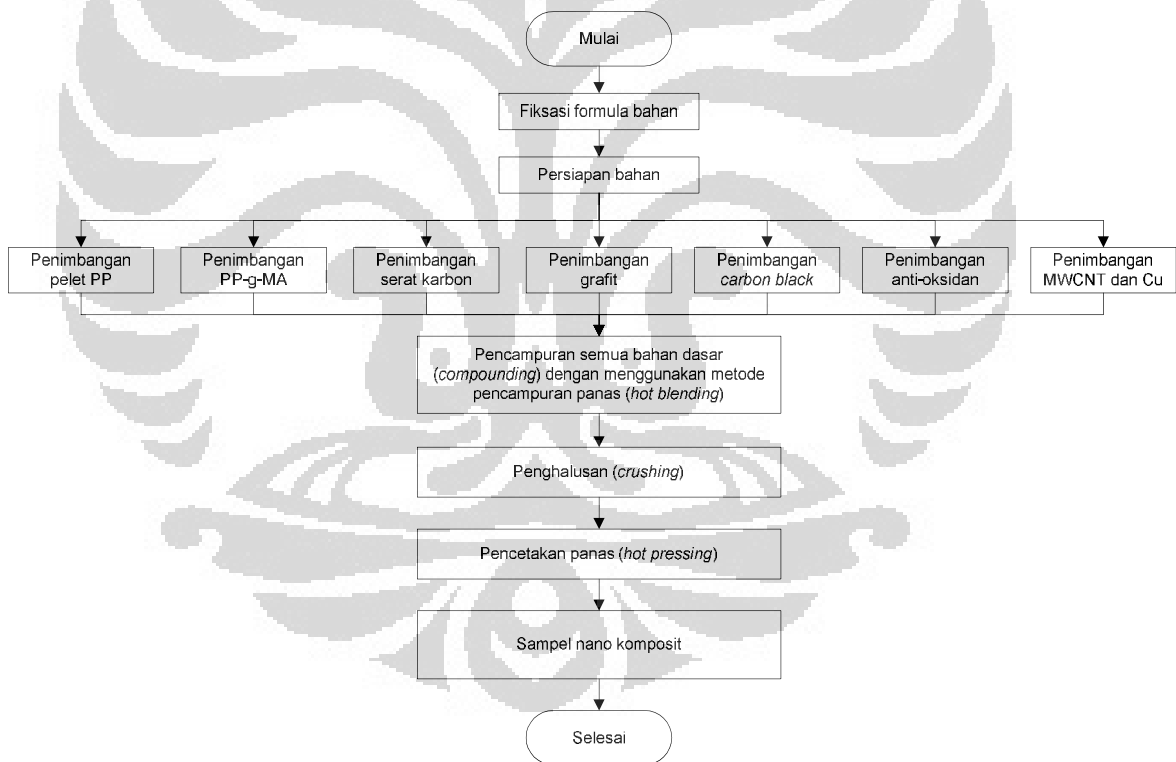 Mulai
Fiksasi formula bahan
Persiapan bahan
Penimbangan
pelet PP
Penimbangan
PP-g-MA
Penimbangan
serat karbon
Penimbangan
grafit
Penimbangan
carbon black
Penimbangan
anti-oksidan
Penimbangan
MWCNT dan Cu
Pencampuran semua bahan dasar
(compounding) dengan menggunakan metode
pencampuran panas (hot blending)
Penghalusan (crushing)
Pencetakan panas (hot pressing)
Sampel nano komposit
Selesai